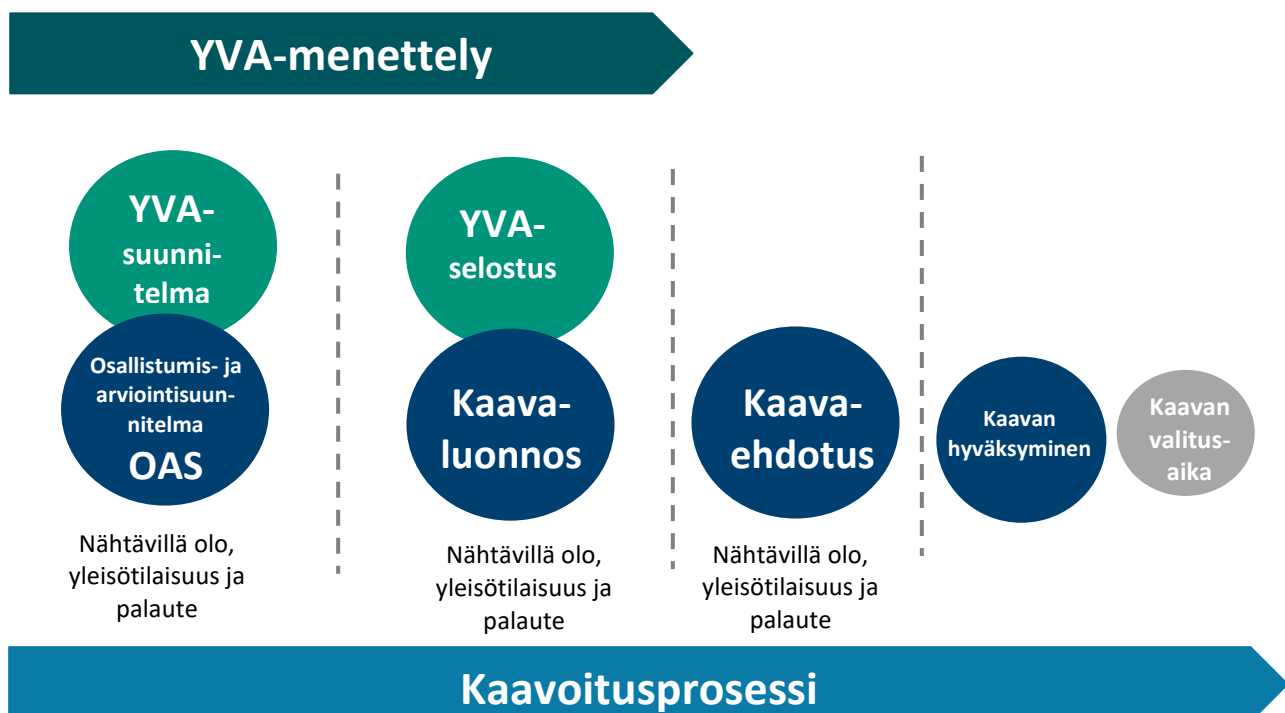 YVA-menettely
YVA-
suunni-
telma
Osallistumis- ja
arviointisuun-
nitelma
OAS
Nähtävillä olo,
yleisötilaisuus ja
palaute
YVA-
selostus
Kaava-
luonnos
Nähtävillä olo,
yleisötilaisuus ja
palaute
Kaava-
ehdotus
Nähtävillä olo,
yleisötilaisuus ja
palaute
Kaavan
hyväksyminen
Kaavan
valitus-
aika
Kaavoitusprosessi